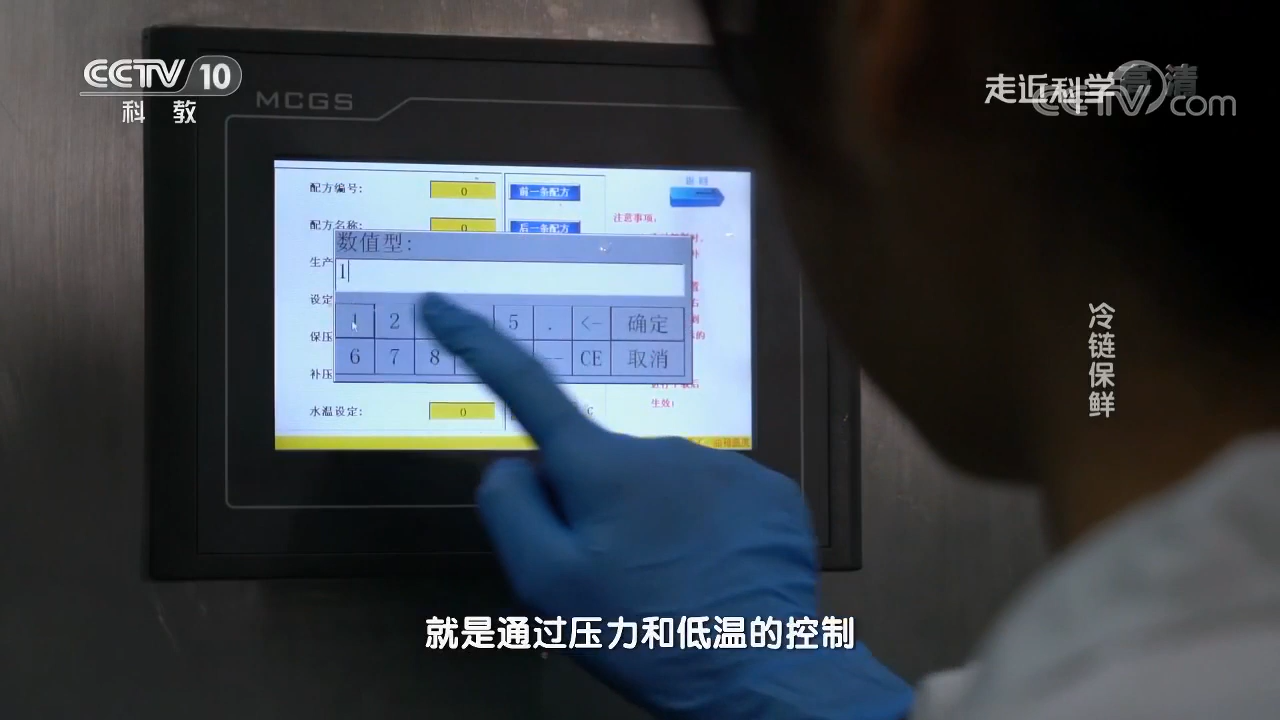 CCTV 10
科教
走近科学
高清
CCTV.com
MCGS
配方编号:
0
前一条配方
注意事项:
配方名称:
0
后一条配方
数值型:
生产
1
设定
1 2 5 . <- 确定
保压
6 7 8 - CE 取消
补压
生效!
水温设定:
0
C
冷链保鲜
就是通过压力和低温的控制